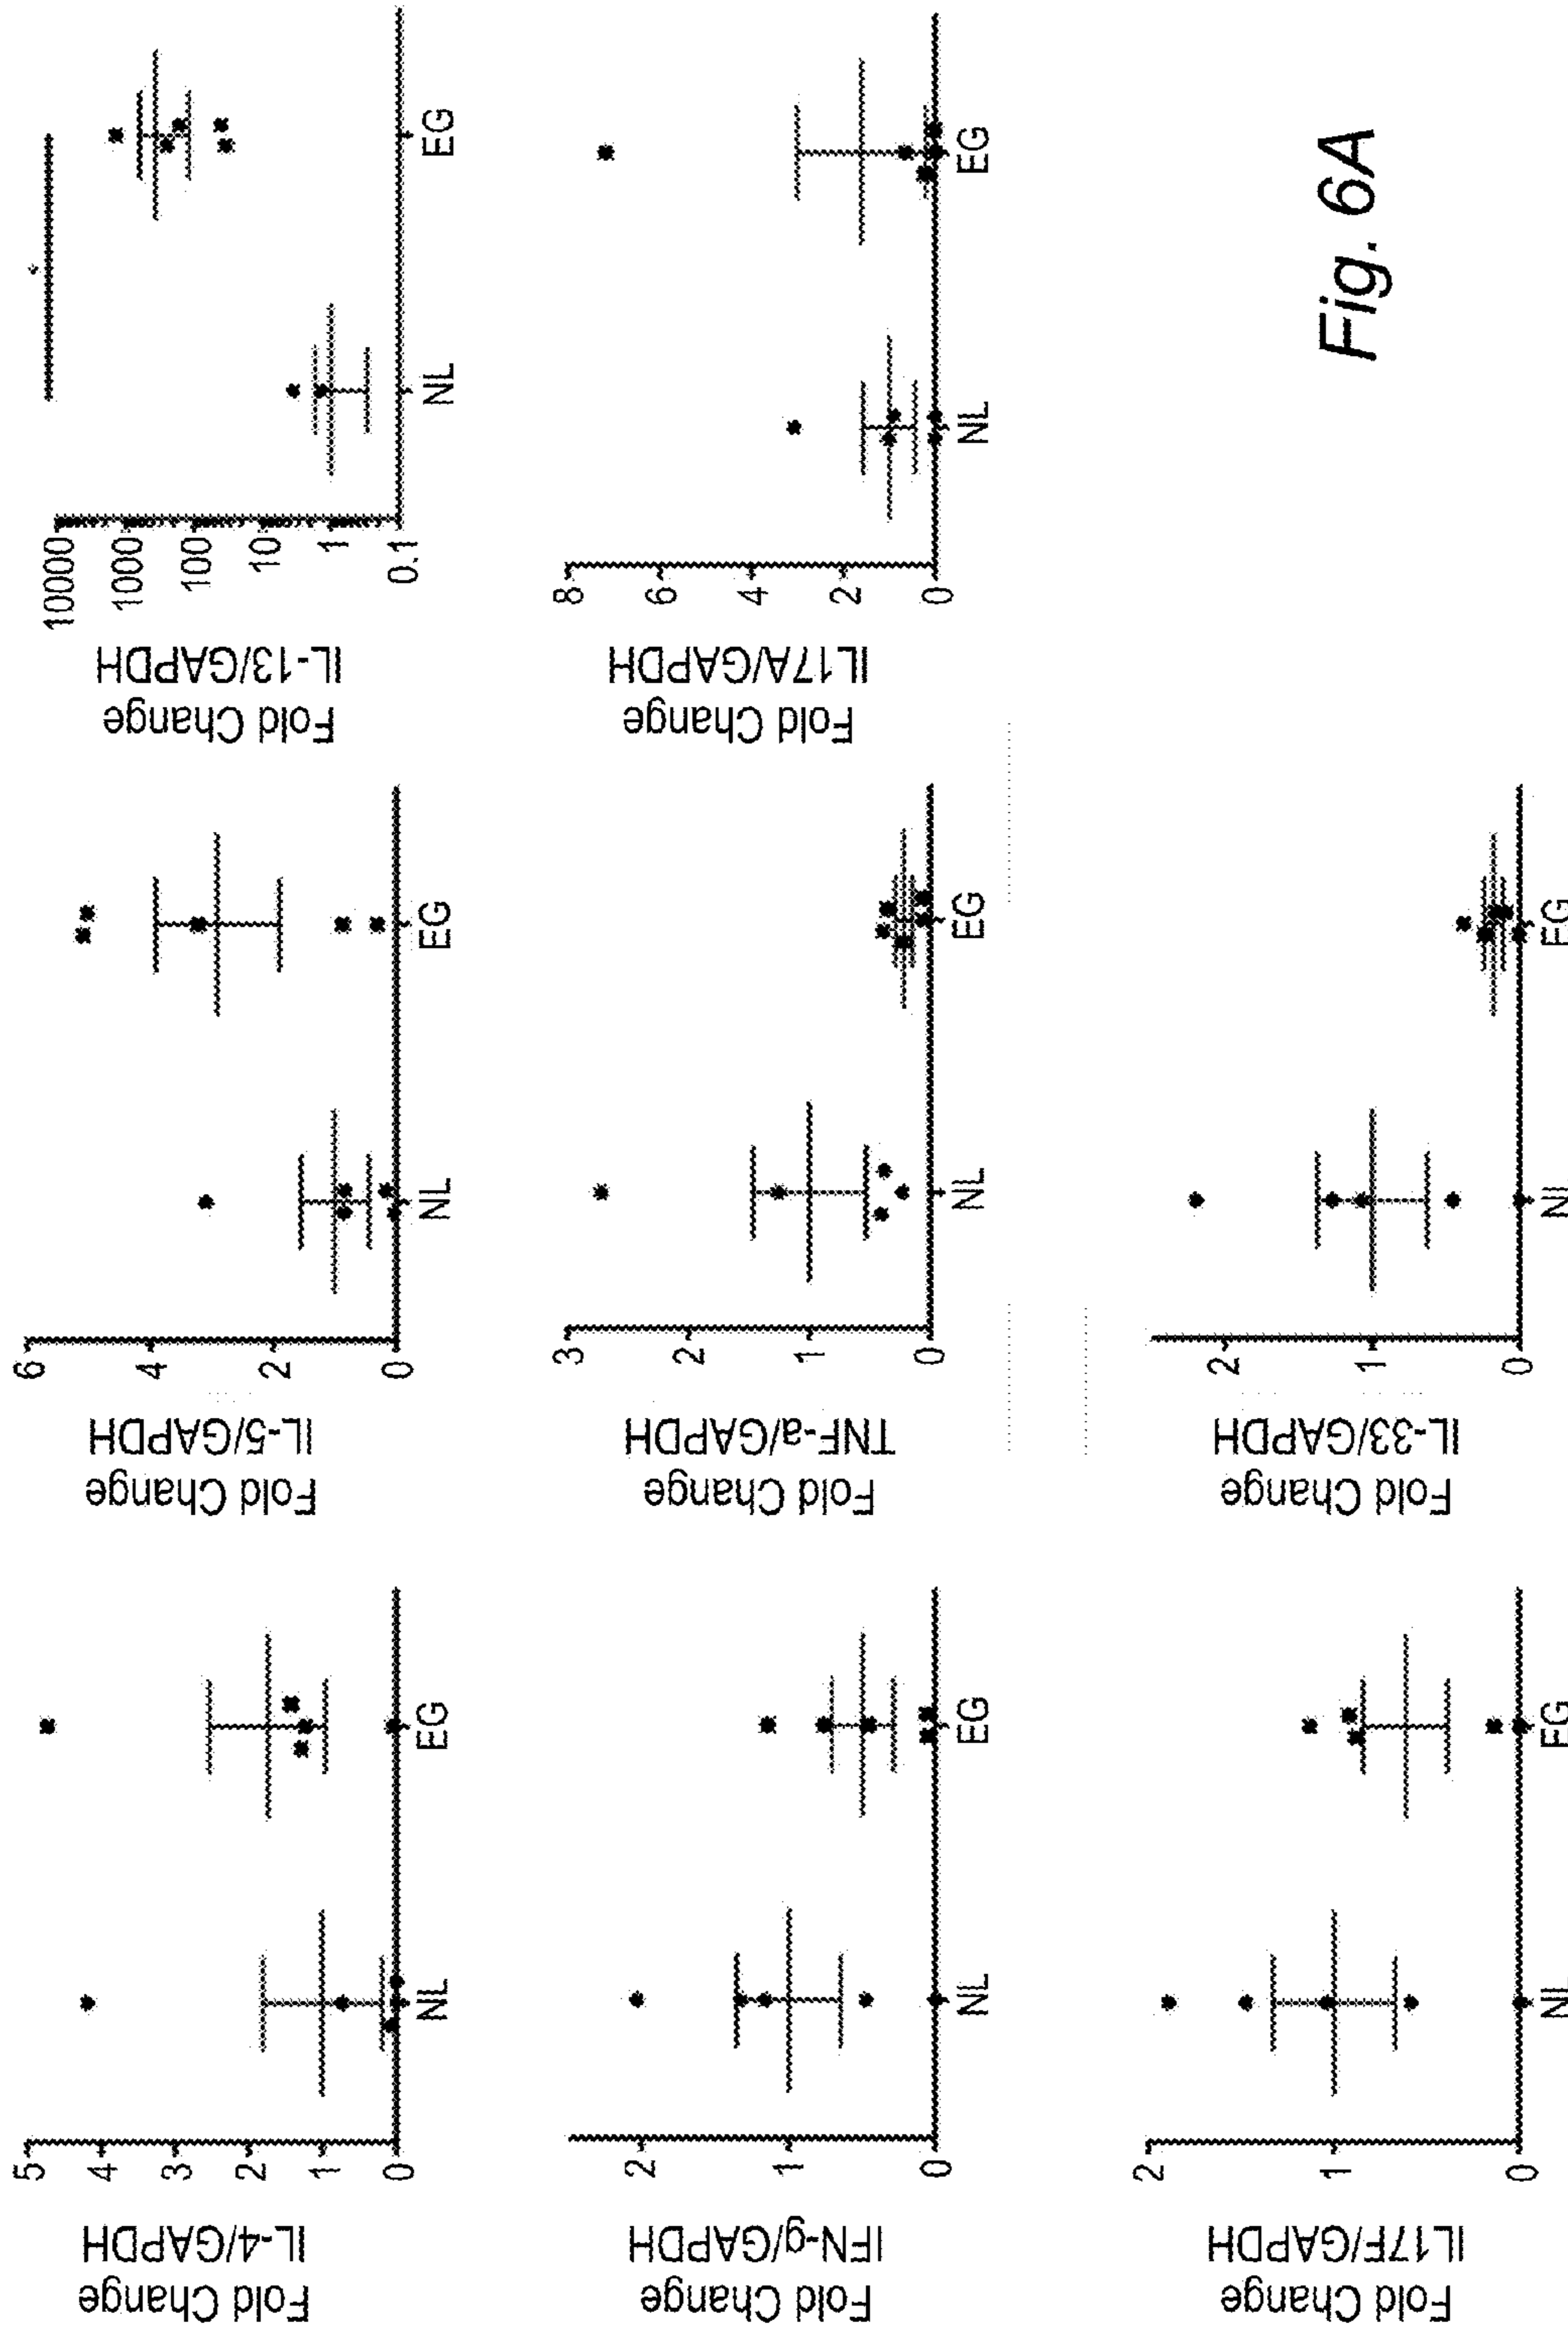 Fold Change
IL-4/GAPDH
5
4
3
2
1
0
NL
EG
Fold Change
IL-5/GAPDH
6
4
2
0
NL
EG
Fold Change
IL-13/GAPDH
10000
1000
100
10
1
0.1
NL
EG
Fold Change
IFN-g/GAPDH
2
1
0
NL
EG
Fold Change
TNF-a/GAPDH
3
2
1
0
NL
EG
Fold Change
IL17A/GAPDH
8
6
4
2
0
NL
EG
Fold Change
IL17F/GAPDH
2
1
0
NL
EG
Fold Change
IL-33/GAPDH
2
1
0
NL
EG
Fig. 6A